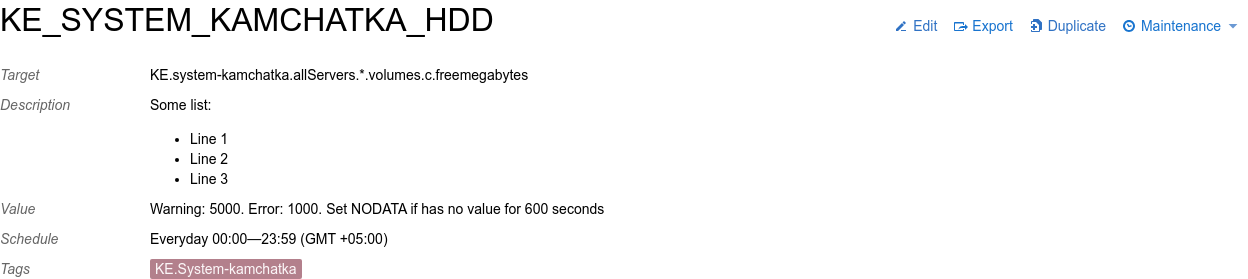 KE_SYSTEM_KAMCHATKA_HDD
Edit Export Duplicate Maintenance
Target KE.system-kamchatka.allServers.*.volumes.c.freemegabytes
Description Some list:
• Line 1
• Line 2
• Line 3
Value Warning: 5000. Error: 1000. Set NODATA if has no value for 600 seconds
Schedule Everyday 00:00—23:59 (GMT +05:00)
Tags KE.System-kamchatka